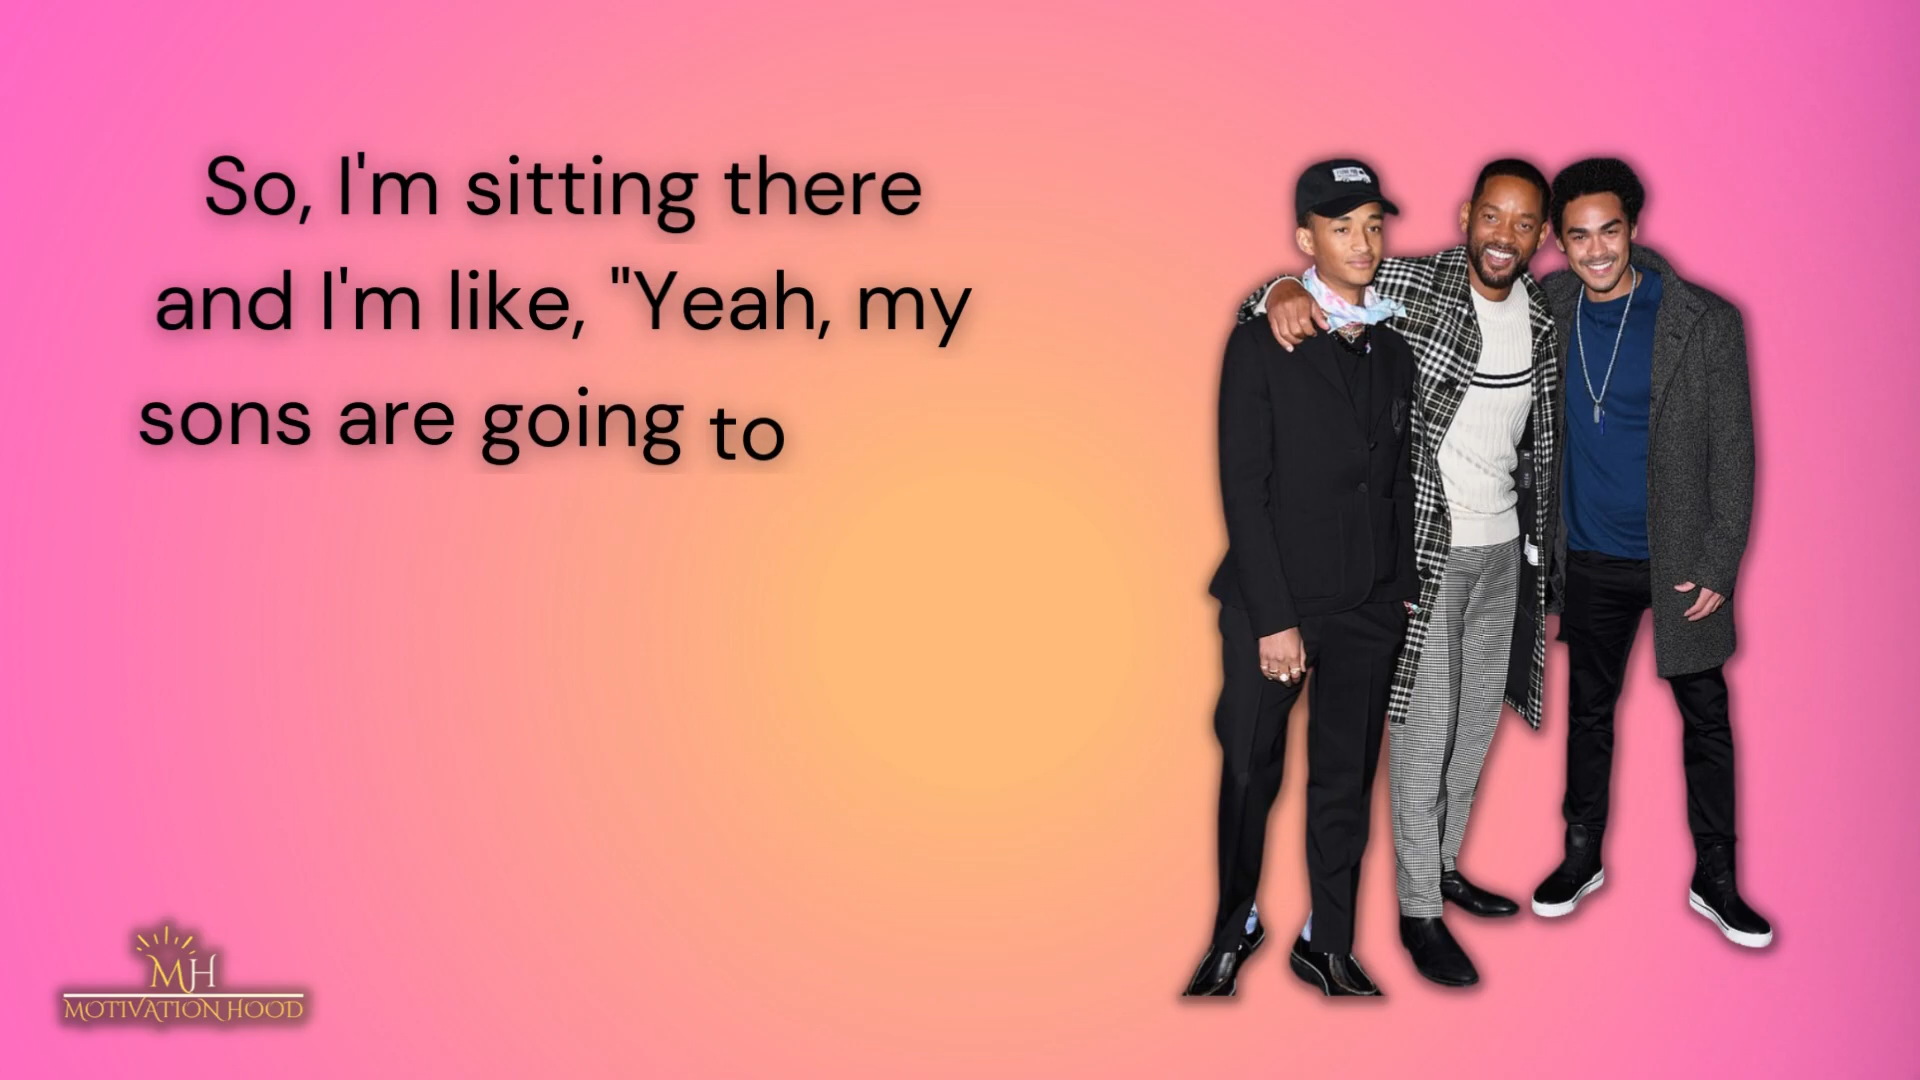 So, I'm sitting there
and I'm like, "Yeah, my
sons are going to
MH
MOTIVATION HOOD